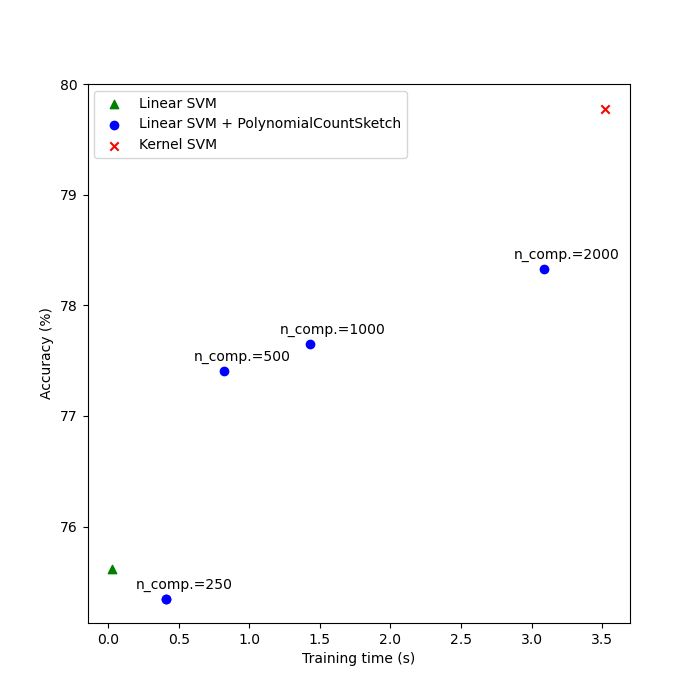 Linear SVM
Linear SVM + PolynomialCountSketch
Kernel SVM
80
79
78
77
76
Accuracy (%)
n_comp.=2000
n_comp.=1000
n_comp.=500
n_comp.=250
0.0 0.5 1.0 1.5 2.0 2.5 3.0 3.5
Training time (s)